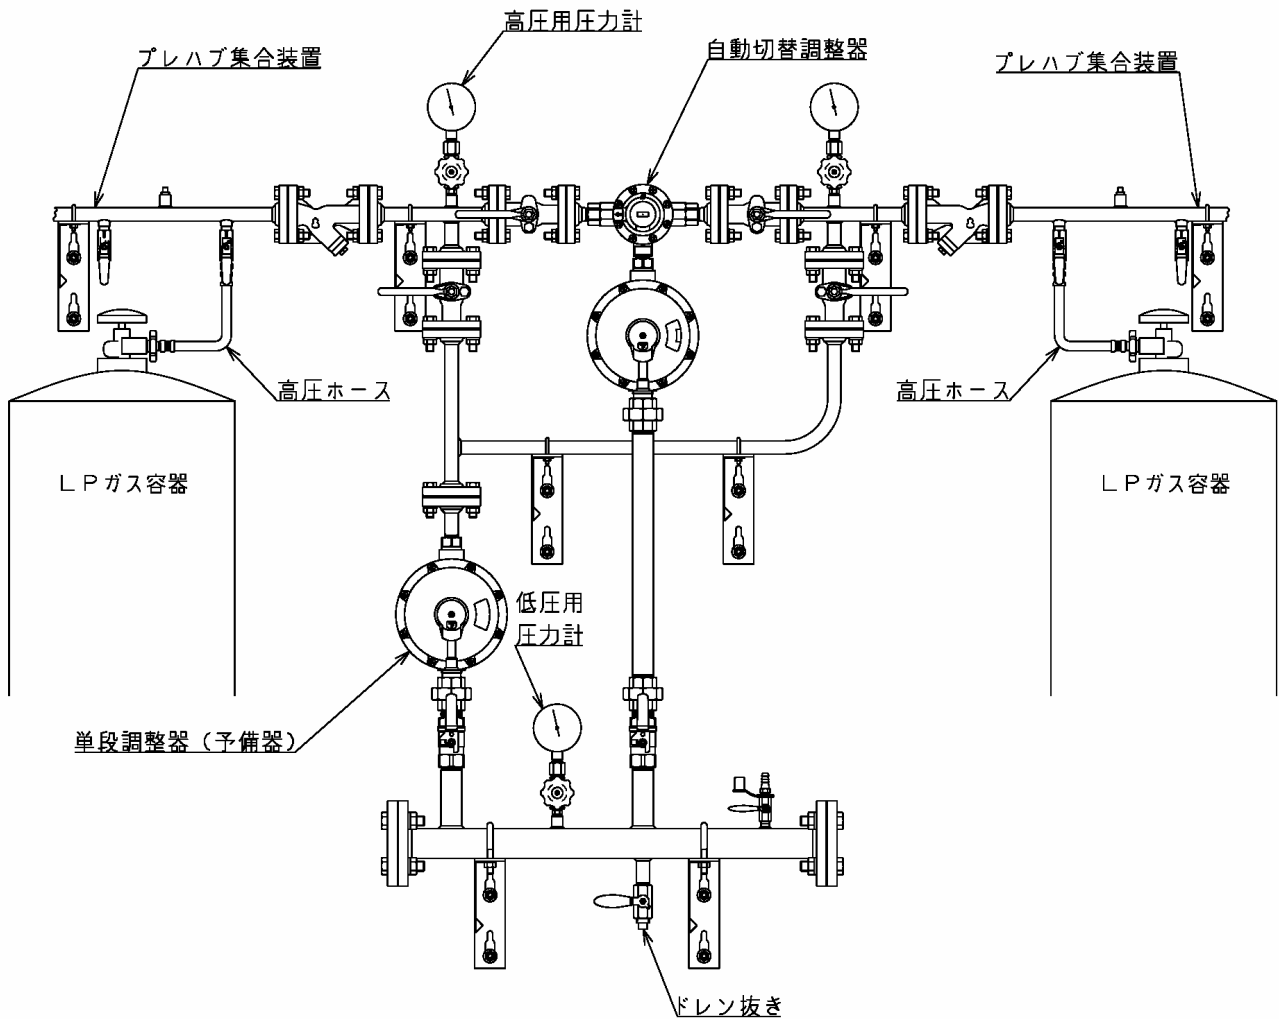 高圧用圧力計
自動切替調整器
プレハブ集合装置
プレハブ集合装置
高圧ホース
高圧ホース
LPガス容器
LPガス容器
低圧用
圧力計
単段調整器（予備器）
ドレン抜き